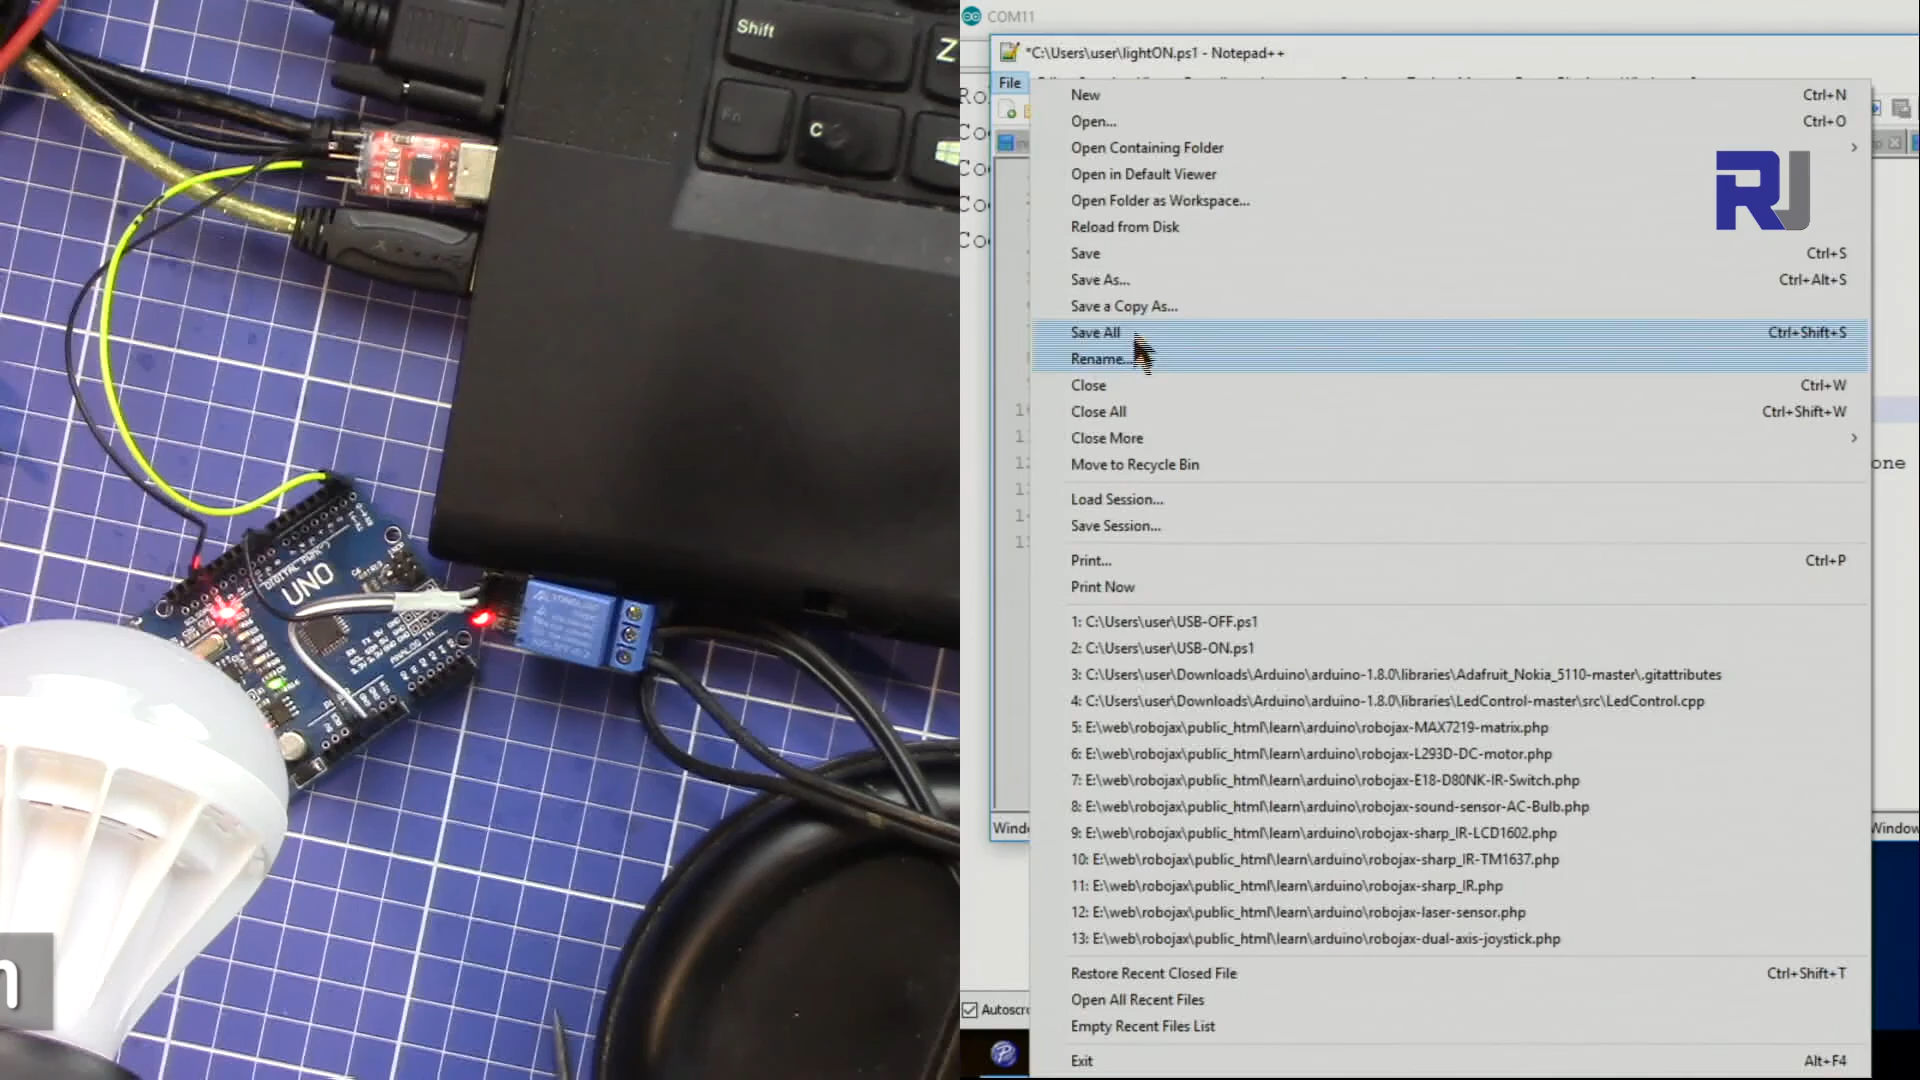 Shift
Z
Fn
C
DIGITAL PWM(~)
UNO
ANALOG IN
n
COM11
*C:\Users\user\lightON.ps1 - Notepad++
File
New Ctrl+N
Open... Ctrl+O
Open Containing Folder
Open in Default Viewer
Open Folder as Workspace...
Reload from Disk
Save Ctrl+S
Save As... Ctrl+Alt+S
Save a Copy As...
Save All Ctrl+Shift+S
Rename...
Close Ctrl+W
Close All Ctrl+Shift+W
Close More
Move to Recycle Bin
Load Session...
Save Session...
Print... Ctrl+P
Print Now
1: C:\Users\user\USB-OFF.ps1
2: C:\Users\user\USB-ON.ps1
3: C:\Users\user\Downloads\Arduino\arduino-1.8.0\libraries\Adafruit_Nokia_5110-master\.gitattributes
4: C:\Users\user\Downloads\Arduino\arduino-1.8.0\libraries\LedControl-master\src\LedControl.cpp
5: E:\web\robojax\public_html\learn\arduino\robojax-MAX7219-matrix.php
6: E:\web\robojax\public_html\learn\arduino\robojax-L293D-DC-motor.php
7: E:\web\robojax\public_html\learn\arduino\robojax-E18-D80NK-IR-Switch.php
8: E:\web\robojax\public_html\learn\arduino\robojax-sound-sensor-AC-Bulb.php
9: E:\web\robojax\public_html\learn\arduino\robojax-sharp_IR-LCD1602.php
10: E:\web\robojax\public_html\learn\arduino\robojax-sharp_IR-TM1637.php
11: E:\web\robojax\public_html\learn\arduino\robojax-sharp_IR.php
12: E:\web\robojax\public_html\learn\arduino\robojax-laser-sensor.php
13: E:\web\robojax\public_html\learn\arduino\robojax-dual-axis-joystick.php
Restore Recent Closed File Ctrl+Shift+T
Open All Recent Files
Empty Recent Files List
Exit Alt+F4
RJ
one
Windo
Window
Autoscro